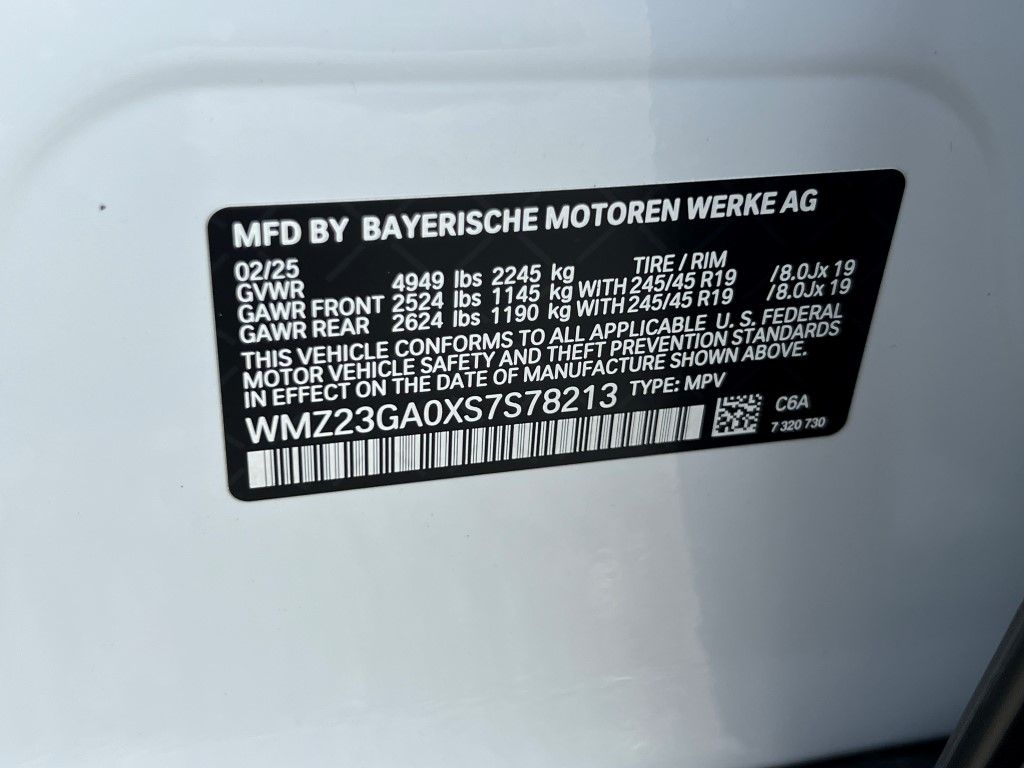 MFD BY BAYERISCHE MOTOREN WERKE AG
02/25 TIRE / RIM
GVWR 4949 lbs 2245 kg
GAWR FRONT 2524 lbs 1145 kg WITH 245/45 R19 /8.0Jx 19
GAWR REAR 2624 lbs 1190 kg WITH 245/45 R19 /8.0Jx 19
THIS VEHICLE CONFORMS TO ALL APPLICABLE U. S. FEDERAL
MOTOR VEHICLE SAFETY AND THEFT PREVENTION STANDARDS
IN EFFECT ON THE DATE OF MANUFACTURE SHOWN ABOVE.
WMZ23GA0XS7S78213 TYPE: MPV
C6A
7 320 730